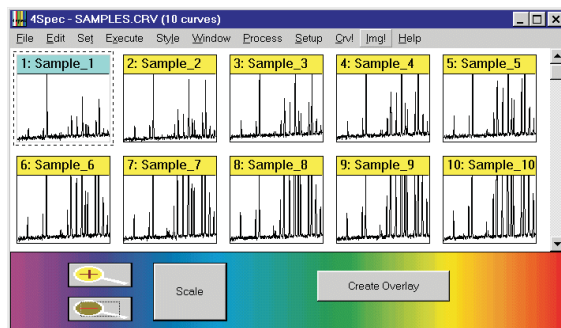 4Spec - SAMPLES.CRV (10 curves)
File Edit Set Execute Style Window Process Setup Crv! Img! Help
1: Sample_1 2: Sample_2 3: Sample_3 4: Sample_4 5: Sample_5
6: Sample_6 7: Sample_7 8: Sample_8 9: Sample_9 10: Sample_10
Scale Create Overlay